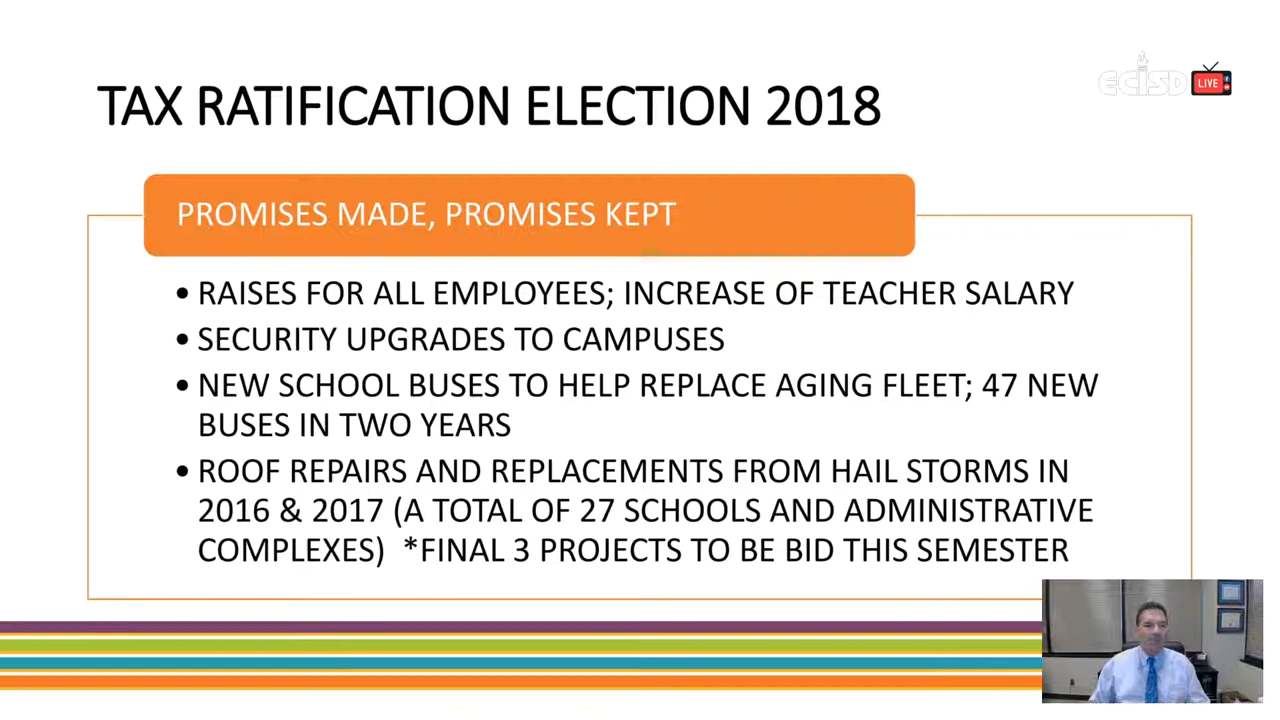 ECISD
LIVE
TAX RATIFICATION ELECTION 2018
PROMISES MADE, PROMISES KEPT
• RAISES FOR ALL EMPLOYEES; INCREASE OF TEACHER SALARY
• SECURITY UPGRADES TO CAMPUSES
• NEW SCHOOL BUSES TO HELP REPLACE AGING FLEET; 47 NEW
BUSES IN TWO YEARS
• ROOF REPAIRS AND REPLACEMENTS FROM HAIL STORMS IN
2016 & 2017 (A TOTAL OF 27 SCHOOLS AND ADMINISTRATIVE
COMPLEXES) *FINAL 3 PROJECTS TO BE BID THIS SEMESTER